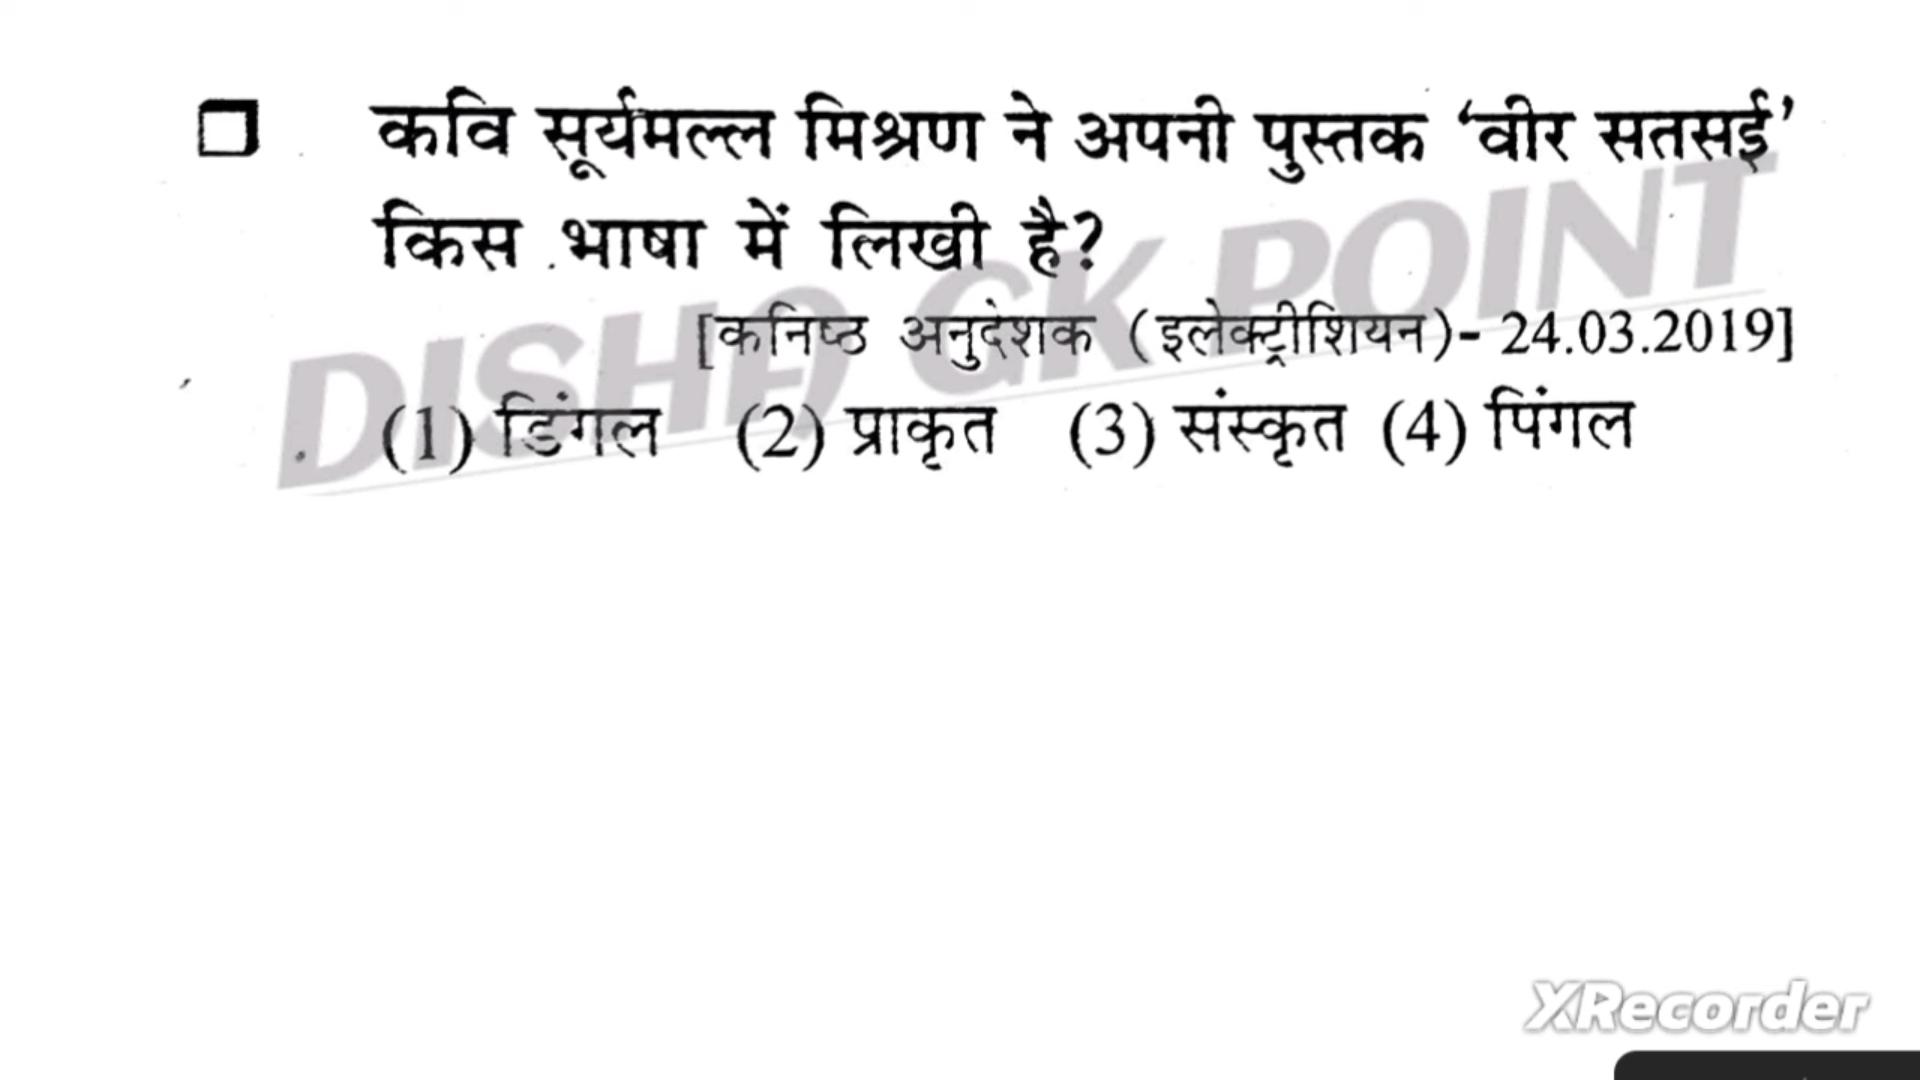 कवि सूर्यमल्ल मिश्रण ने अपनी पुस्तक ‘वीर सतसई’
किस भाषा में लिखी है?
[कनिष्ठ अनुदेशक (इलेक्ट्रीशियन)- 24.03.2019]
(1) डिंगल (2) प्राकृत (3) संस्कृत (4) पिंगल
DISHA GK POINT
XRecorder